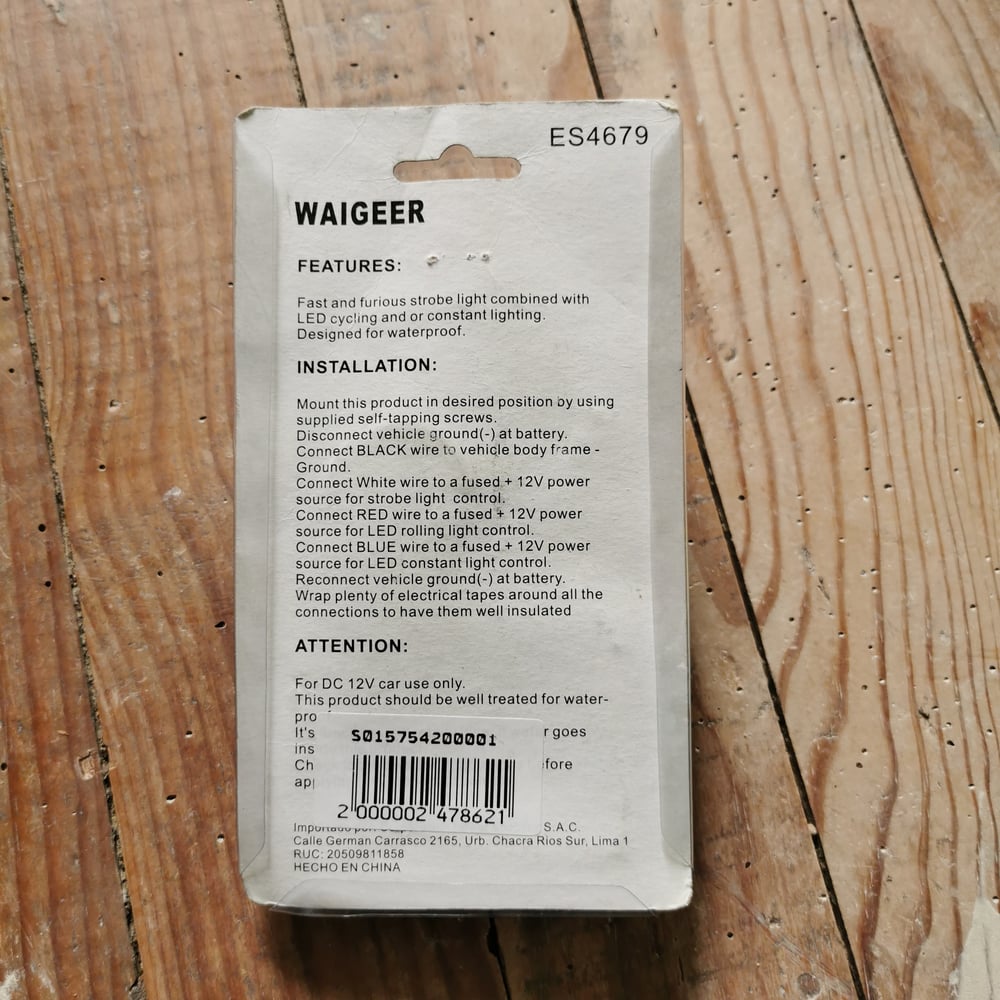 ES4679
WAIGEER
FEATURES:
Fast and furious strobe light combined with
LED cycling and or constant lighting.
Designed for waterproof.
INSTALLATION:
Mount this product in desired position by using
supplied self-tapping screws.
Disconnect vehicle ground(-) at battery.
Connect BLACK wire to vehicle body frame -
Ground.
Connect White wire to a fused + 12V power
source for strobe light control.
Connect RED wire to a fused + 12V power
source for LED rolling light control.
Connect BLUE wire to a fused + 12V power
source for LED constant light control.
Reconnect vehicle ground(-) at battery.
Wrap plenty of electrical tapes around all the
connections to have them well insulated
ATTENTION:
For DC 12V car use only.
This product should be well treated for water-
It's goes
S015754200001
2 000002 478621
S.A.C.
Calle German Carrasco 2165, Urb. Chacra Rios Sur, Lima 1
RUC: 20509811858
HECHO EN CHINA